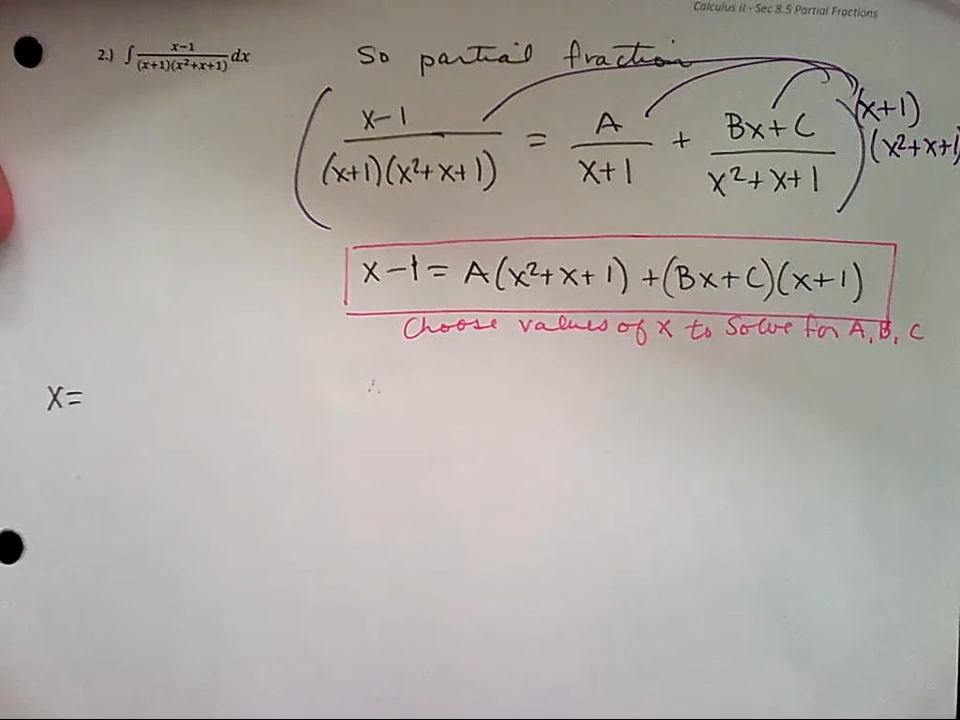 Calculus II - Sec 8.5 Partial Fractions
2.) ∫ x−1 / (x+1)(x²+x+1) dx
So partial fraction
( x-1 / (x+1)(x²+x+1) = A / x+1 + Bx+C / x²+x+1 ) (x+1)(x²+x+1)
x-1 = A(x²+x+1) +(Bx+C)(x+1)
Choose values of x to Solve for A, B, C
X=